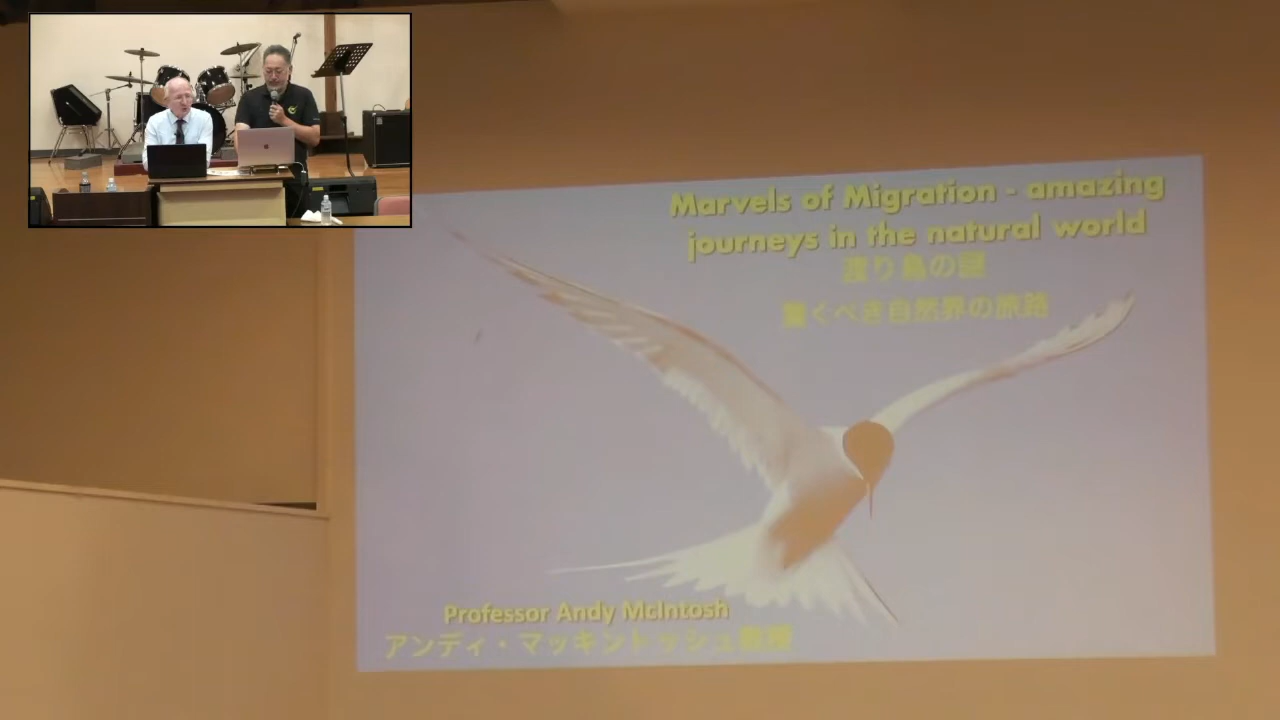 Marvels of Migration - amazing
journeys in the natural world
渡り鳥の謎
驚くべき自然界の旅路
Professor Andy McIntosh
アンディ・マッキントッシュ教授